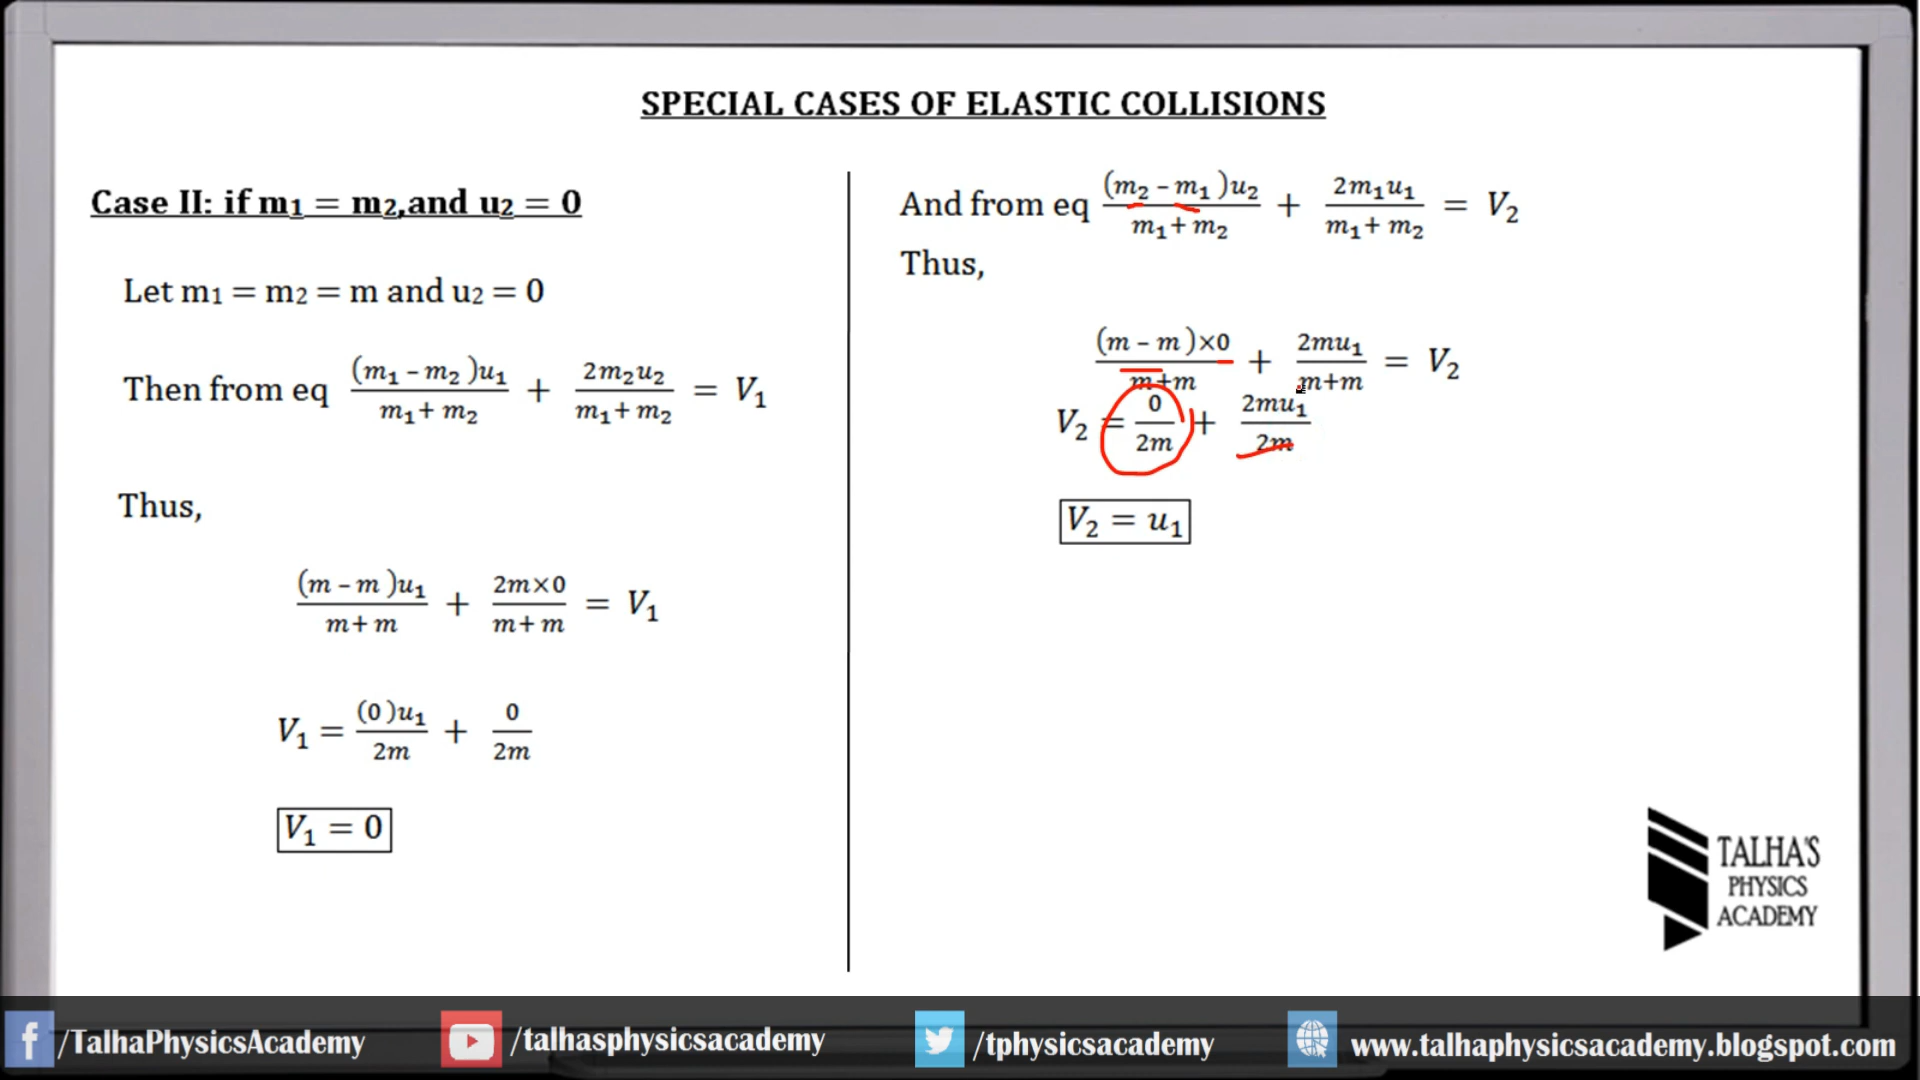 SPECIAL CASES OF ELASTIC COLLISIONS
Case II: if m₁ = m₂,and u₂ = 0
Let m₁ = m₂ = m and u₂ = 0
Then from eq (m₁ − m₂ )u₁ / m₁+ m₂ + 2m₂u₂ / m₁+ m₂ = V₁
Thus,
(m − m )u₁ / m+ m + 2m×0 / m+ m = V₁
V₁ = (0 )u₁ / 2m + 0 / 2m
V₁ = 0
And from eq (m₂ − m₁ )u₂ / m₁+ m₂ + 2m₁u₁ / m₁+ m₂ = V₂
Thus,
(m − m )×0 / m+m + 2mu₁ / m+m = V₂
V₂ = 0 / 2m + 2mu₁ / 2m
V₂ = u₁
TALHA'S
PHYSICS
ACADEMY
/TalhaPhysicsAcademy
/talhasphysicsacademy
/tphysicsacademy
www.talhaphysicsacademy.blogspot.com